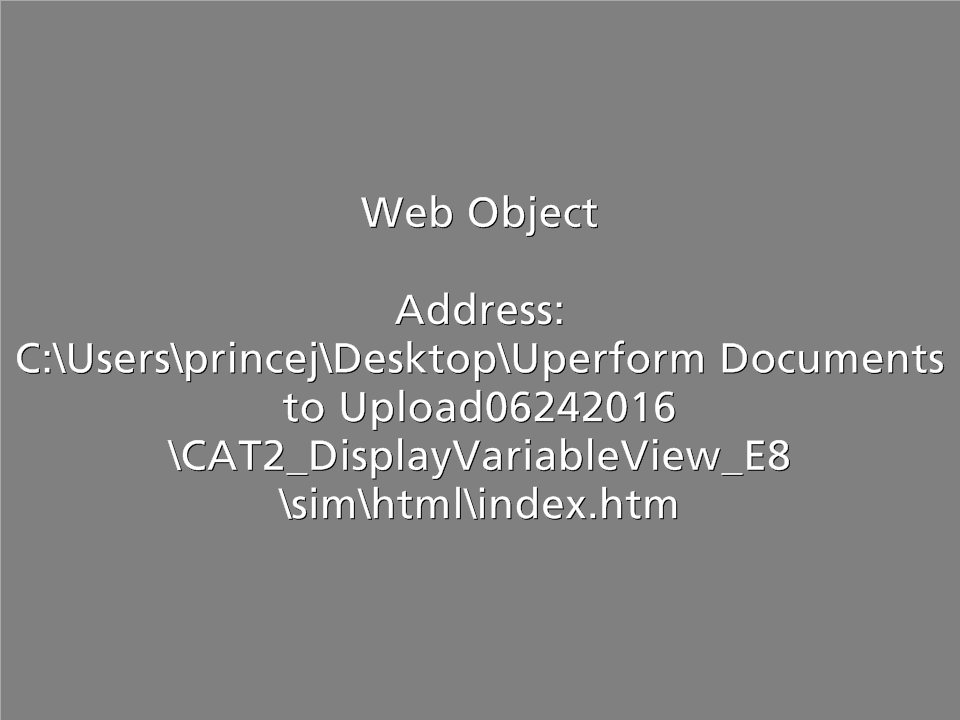 Web Object
Address:
C:\Users\princej\Desktop\Uperform Documents
to Upload06242016
\CAT2_DisplayVariableView_E8
\sim\html\index.htm